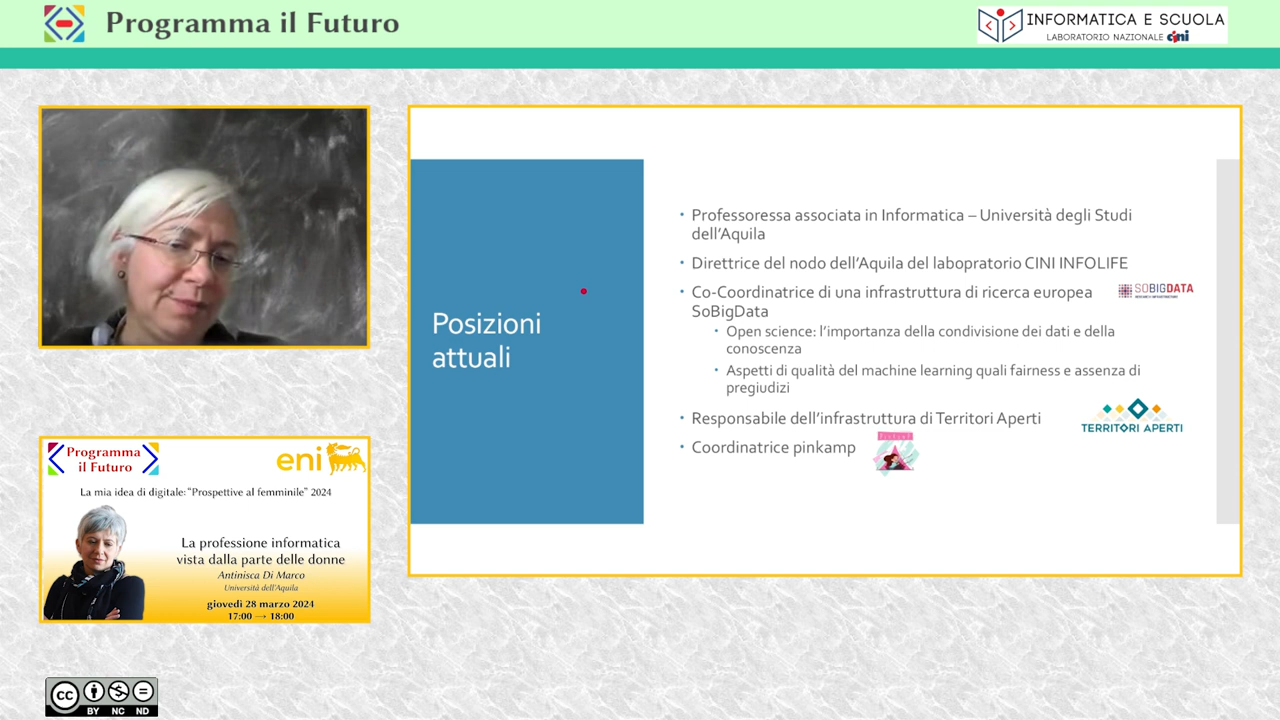 Programma il Futuro
INFORMATICA E SCUOLA
LABORATORIO NAZIONALE cini
Posizioni
attuali
• Professoressa associata in Informatica – Università degli Studi
dell'Aquila
• Direttrice del nodo dell'Aquila del labopratorio CINI INFOLIFE
• Co-Coordinatrice di una infrastruttura di ricerca europea
SoBigData
SOBIGDATA
• Open science: l'importanza della condivisione dei dati e della
conoscenza
• Aspetti di qualità del machine learning quali fairness e assenza di
pregiudizi
• Responsabile dell'infrastruttura di Territori Aperti
TERRITORI APERTI
• Coordinatrice pinkamp
Programma
il Futuro
eni
La mia idea di digitale: "Prospettive al femminile" 2024
La professione informatica
vista dalla parte delle donne
Antinisca Di Marco
Università dell'Aquila
giovedì 28 marzo 2024
17:00 → 18:00
CC
BY NC ND